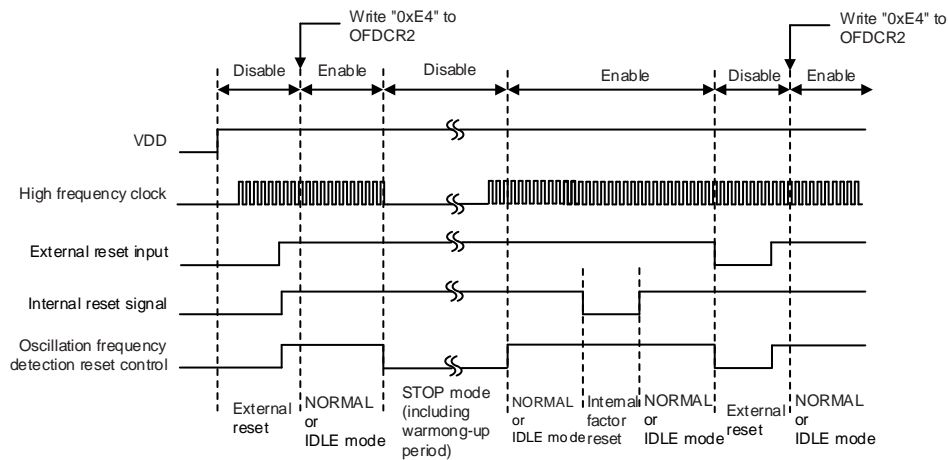 Write "0xE4" to
OFDCR2
Write "0xE4" to
OFDCR2
Disable
Enable
Disable
Enable
Disable
Enable
VDD
High frequency clock
External reset input
Internal reset signal
Oscillation frequency
detection reset control
External
reset
NORMAL
or
IDLE mode
STOP mode
(including
warmong-up
period)
NORMAL
or
IDLE mode
Internal
factor
reset
NORMAL
or
IDLE mode
External
reset
NORMAL
or
IDLE mode